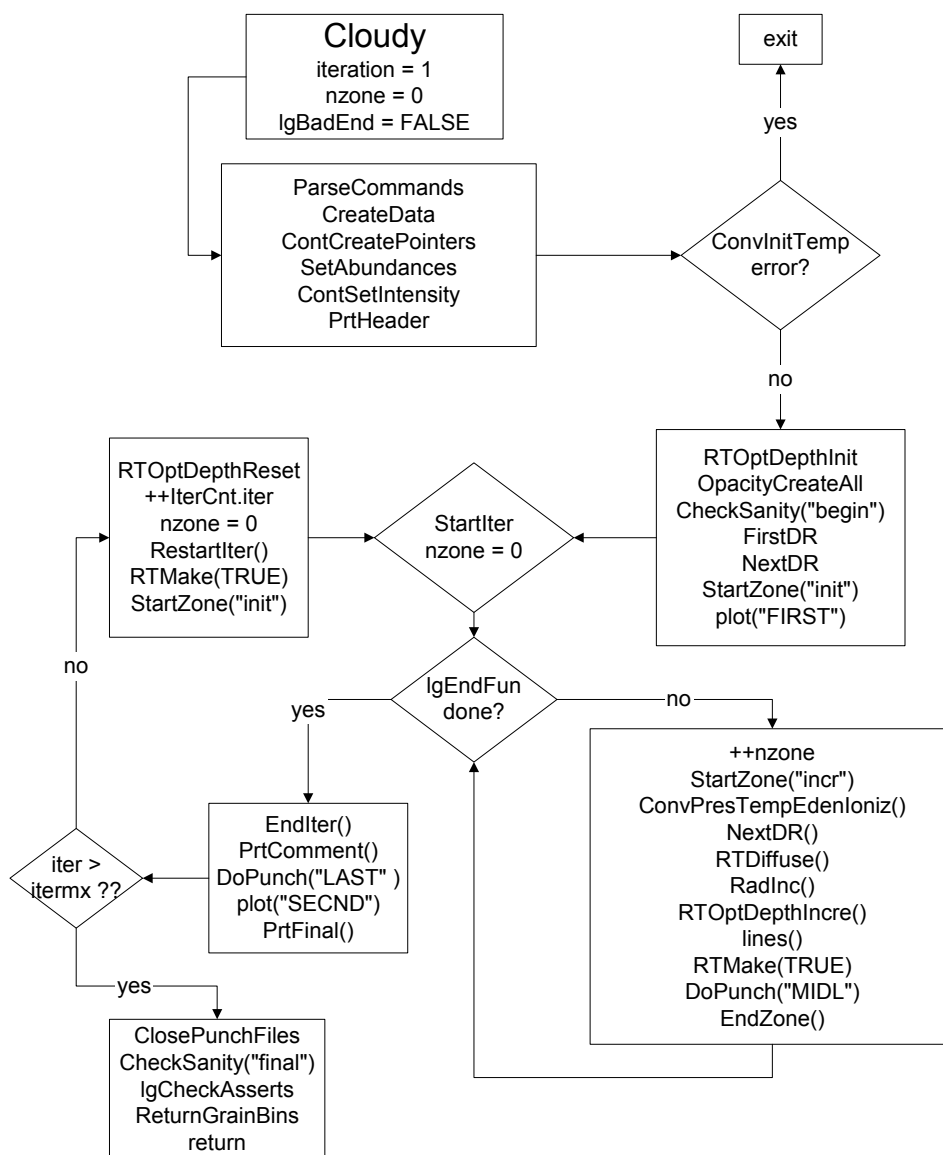 Cloudy
iteration = 1
nzone = 0
lgBadEnd = FALSE
exit
yes
ParseCommands
CreateData
ContCreatePointers
SetAbundances
ContSetIntensity
PrtHeader
ConvInitTemp
error?
no
RTOptDepthReset
++IterCnt.iter
nzone = 0
RestartIter()
RTMake(TRUE)
StartZone("init")
StartIter
nzone = 0
RTOptDepthInit
OpacityCreateAll
CheckSanity("begin")
FirstDR
NextDR
StartZone("init")
plot("FIRST")
no
yes
lgEndFun
done?
no
++nzone
StartZone("incr")
ConvPresTempEdenIoniz()
NextDR()
RTDiffuse()
RadInc()
RTOptDepthIncre()
lines()
RTMake(TRUE)
DoPunch("MIDL")
EndZone()
EndIter()
PrtComment()
DoPunch("LAST" )
plot("SECND")
PrtFinal()
iter >
itermx ??
yes
ClosePunchFiles
CheckSanity("final")
lgCheckAsserts
ReturnGrainBins
return